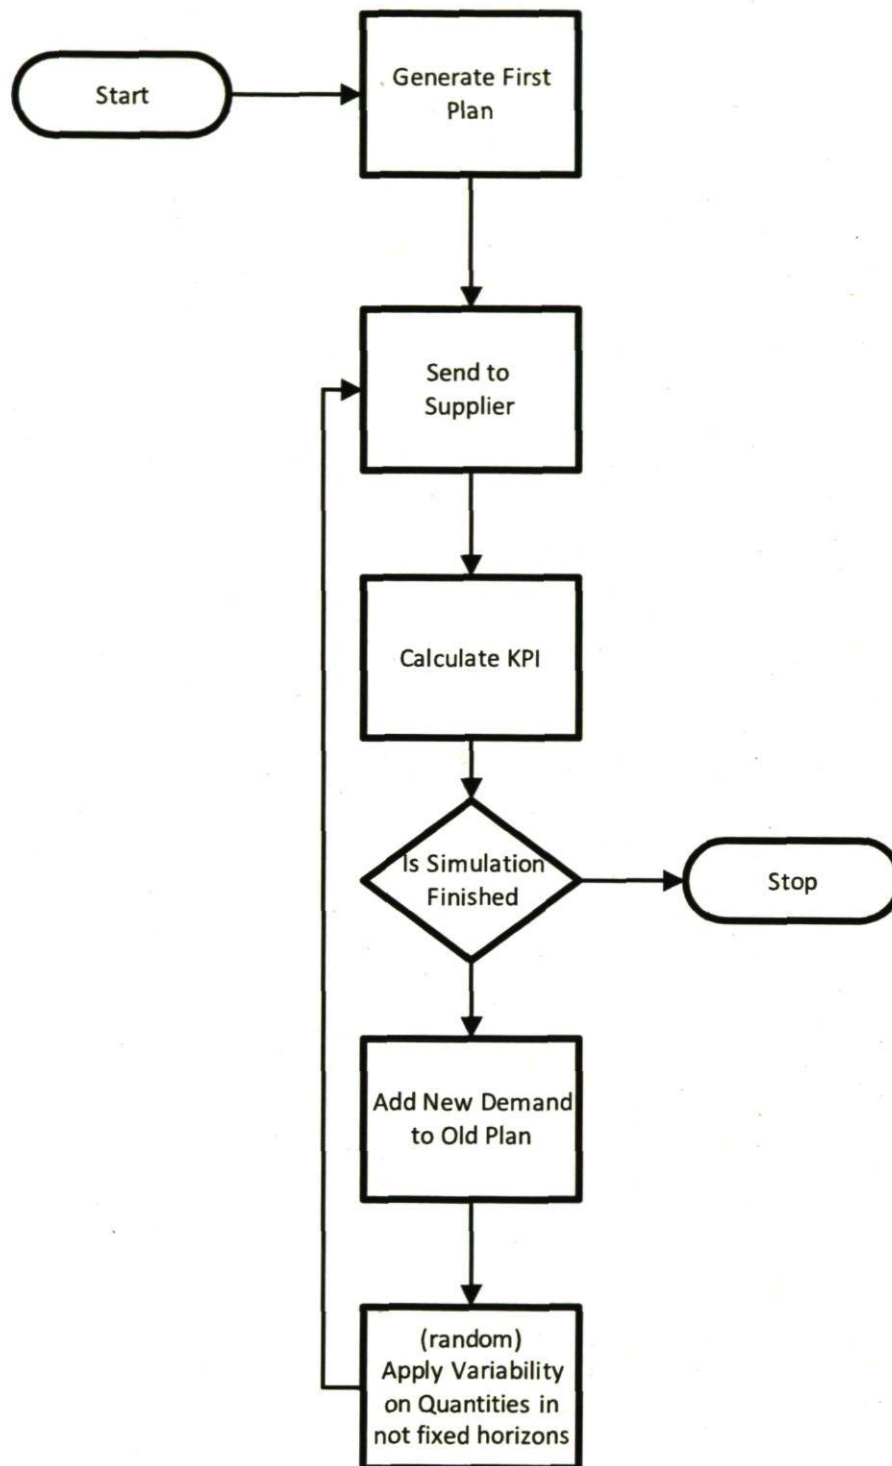 Start
Generate First
Plan
Send to
Supplier
Calculate KPI
Is Simulation
Finished
Stop
Add New Demand
to Old Plan
(random)
Apply Variability
on Quantities in
not fixed horizons